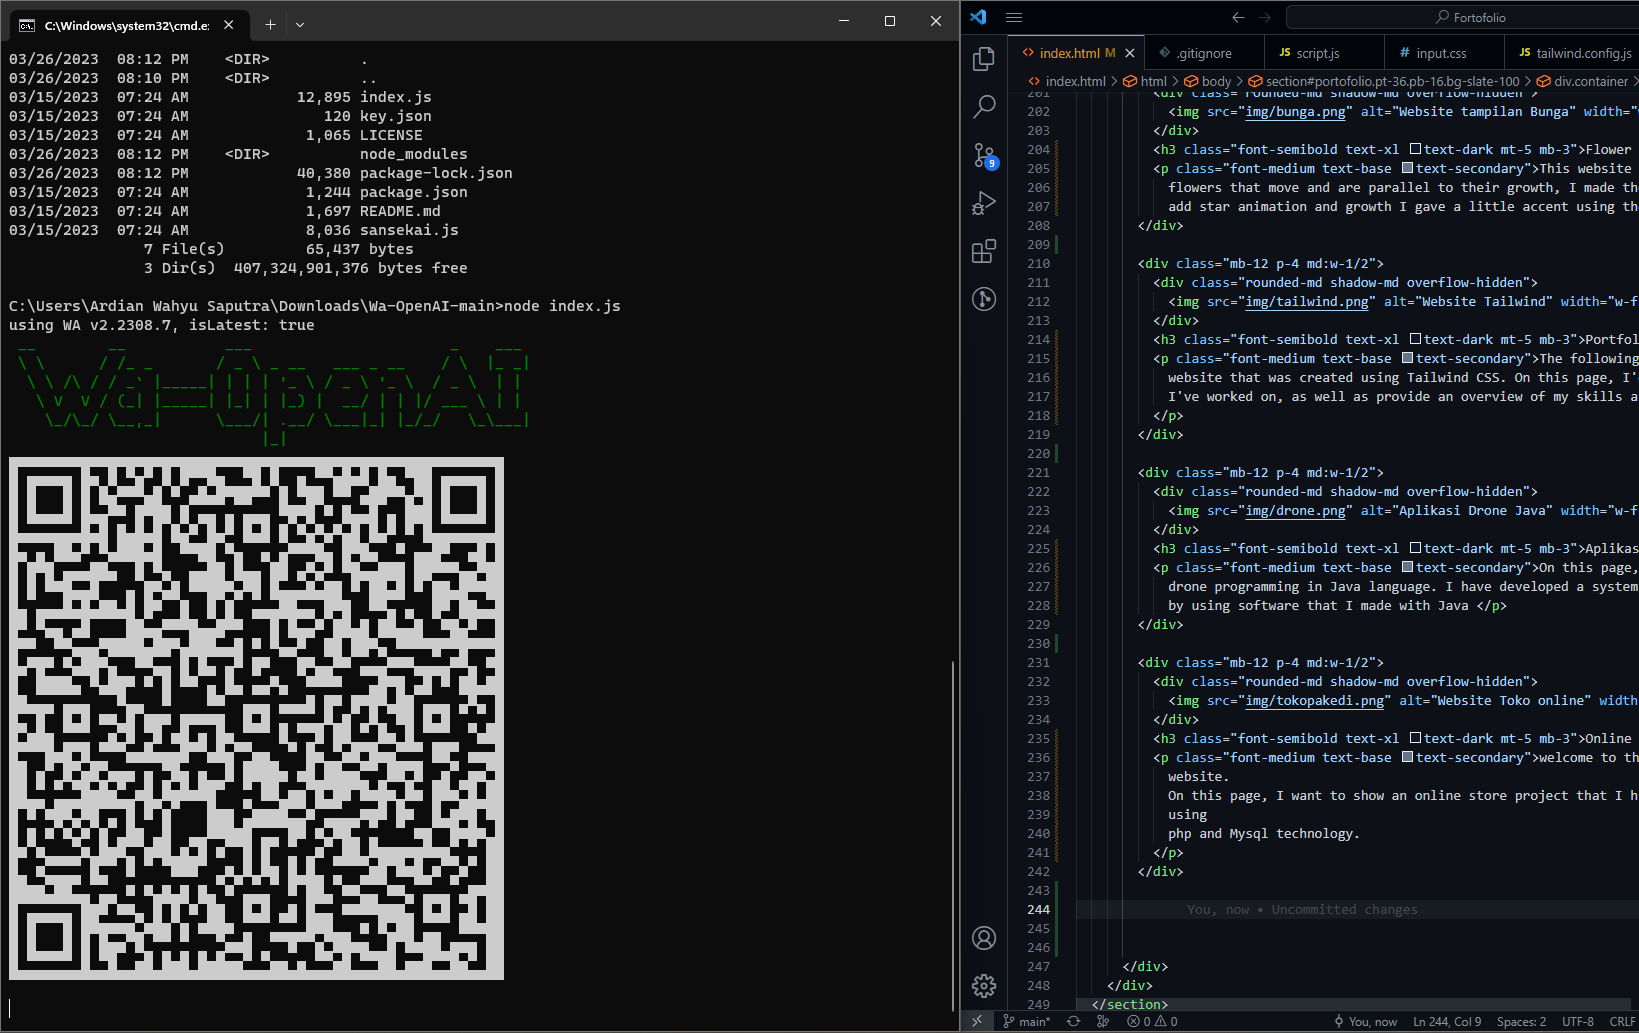 C:\Windows\system32\cmd.e:
03/26/2023  08:12 PM    <DIR>          .
03/26/2023  08:10 PM    <DIR>          ..
03/15/2023  07:24 AM            12,895 index.js
03/15/2023  07:24 AM               120 key.json
03/15/2023  07:24 AM             1,065 LICENSE
03/26/2023  08:12 PM    <DIR>          node_modules
03/26/2023  08:12 PM            40,380 package-lock.json
03/15/2023  07:24 AM             1,244 package.json
03/15/2023  07:24 AM             1,697 README.md
03/15/2023  07:24 AM             8,036 sansekai.js
7 File(s)         65,437 bytes
3 Dir(s)  407,324,901,376 bytes free
C:\Users\Ardian Wahyu Saputra\Downloads\Wa-OpenAI-main>node index.js
using WA v2.2308.7, isLatest: true
Wa-OpenAI
Fortofolio
index.html M
.gitignore
JS script.js
# input.css
JS tailwind.config.js
index.html > html > body > section#portofolio.pt-36.pb-16.bg-slate-100 > div.container >
201 <div class="rounded-md shadow-md overflow-hidden">
202 <img src="img/bunga.png" alt="Website tampilan Bunga" width="
203 </div>
204 <h3 class="font-semibold text-xl text-dark mt-5 mb-3">Flower
205 <p class="font-medium text-base text-secondary">This website
206 flowers that move and are parallel to their growth, I made the
207 add star animation and growth I gave a little accent using th
208 </div>
209
210 <div class="mb-12 p-4 md:w-1/2">
211 <div class="rounded-md shadow-md overflow-hidden">
212 <img src="img/tailwind.png" alt="Website Tailwind" width="w-f
213 </div>
214 <h3 class="font-semibold text-xl text-dark mt-5 mb-3">Portfol
215 <p class="font-medium text-base text-secondary">The following
216 website that was created using Tailwind CSS. On this page, I'
217 I've worked on, as well as provide an overview of my skills a
218 </p>
219 </div>
220
221 <div class="mb-12 p-4 md:w-1/2">
222 <div class="rounded-md shadow-md overflow-hidden">
223 <img src="img/drone.png" alt="Aplikasi Drone Java" width="w-f
224 </div>
225 <h3 class="font-semibold text-xl text-dark mt-5 mb-3">Aplikas
226 <p class="font-medium text-base text-secondary">On this page,
227 drone programming in Java language. I have developed a system
228 by using software that I made with Java </p>
229 </div>
230
231 <div class="mb-12 p-4 md:w-1/2">
232 <div class="rounded-md shadow-md overflow-hidden">
233 <img src="img/tokopakedi.png" alt="Website Toko online" width
234 </div>
235 <h3 class="font-semibold text-xl text-dark mt-5 mb-3">Online
236 <p class="font-medium text-base text-secondary">welcome to th
237 website.
238 On this page, I want to show an online store project that I h
239 using
240 php and Mysql technology.
241 </p>
242 </div>
243
244 You, now • Uncommitted changes
245
246
247 </div>
248 </div>
249 </section>
9
main* 0 0 You, now Ln 244, Col 9 Spaces: 2 UTF-8 CRLF